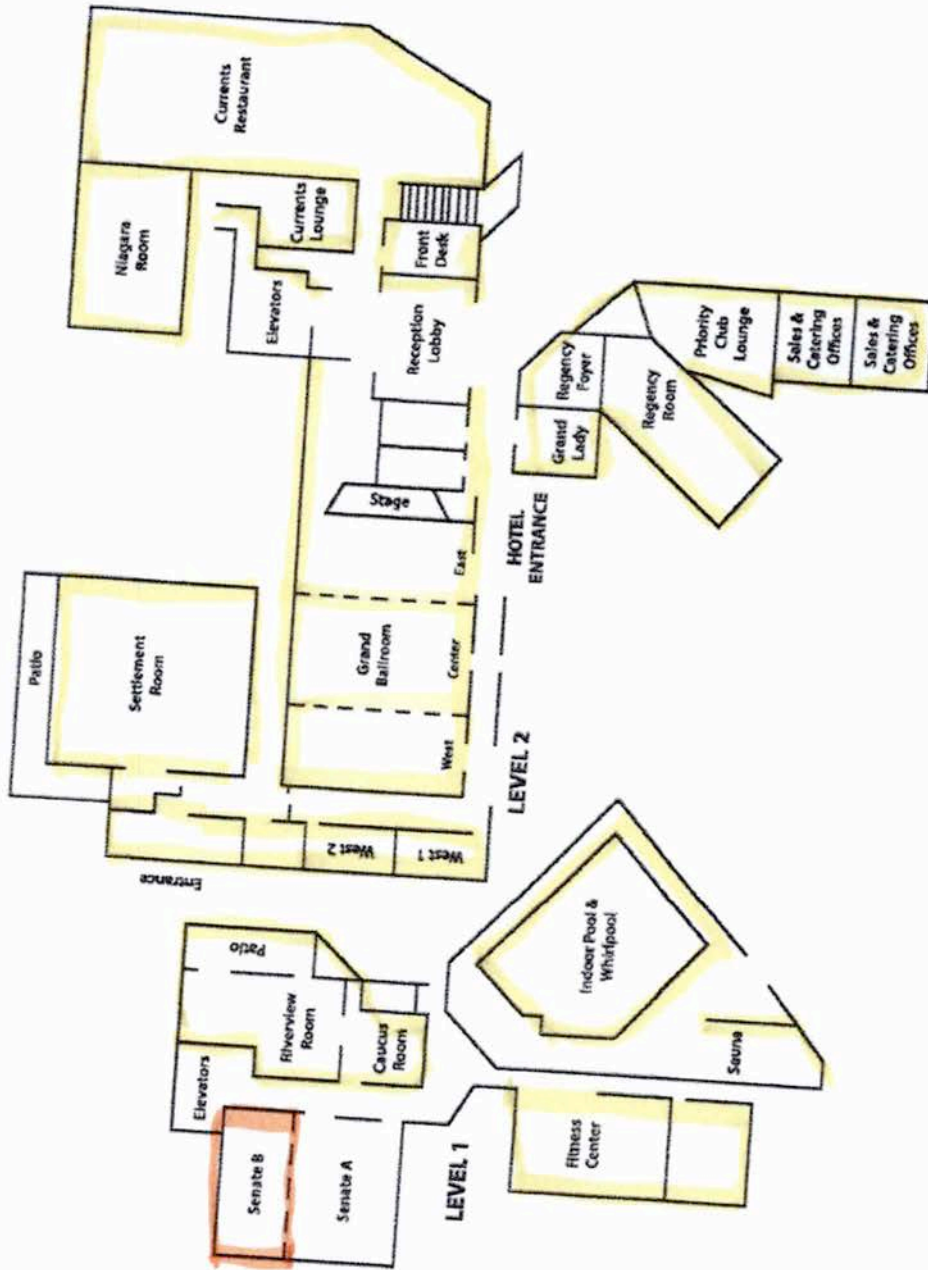 Currents
Restaurant
Niagara
Room
Currents
Lounge
Elevators
Front
Desk
Reception
Lobby
Regency
Foyer
Grand
Lady
Priority
Club
Lounge
Regency
Room
Sales &
Catering
Offices
Sales &
Catering
Offices
Stage
HOTEL
ENTRANCE
East
Grand
Ballroom
Center
West
Patio
Settlement
Room
LEVEL 2
Entrance
West 2
West 1
Patio
Riverview
Room
Elevators
Caucus
Room
Indoor Pool &
Whirlpool
Sauna
Senate B
Senate A
LEVEL 1
Fitness
Center